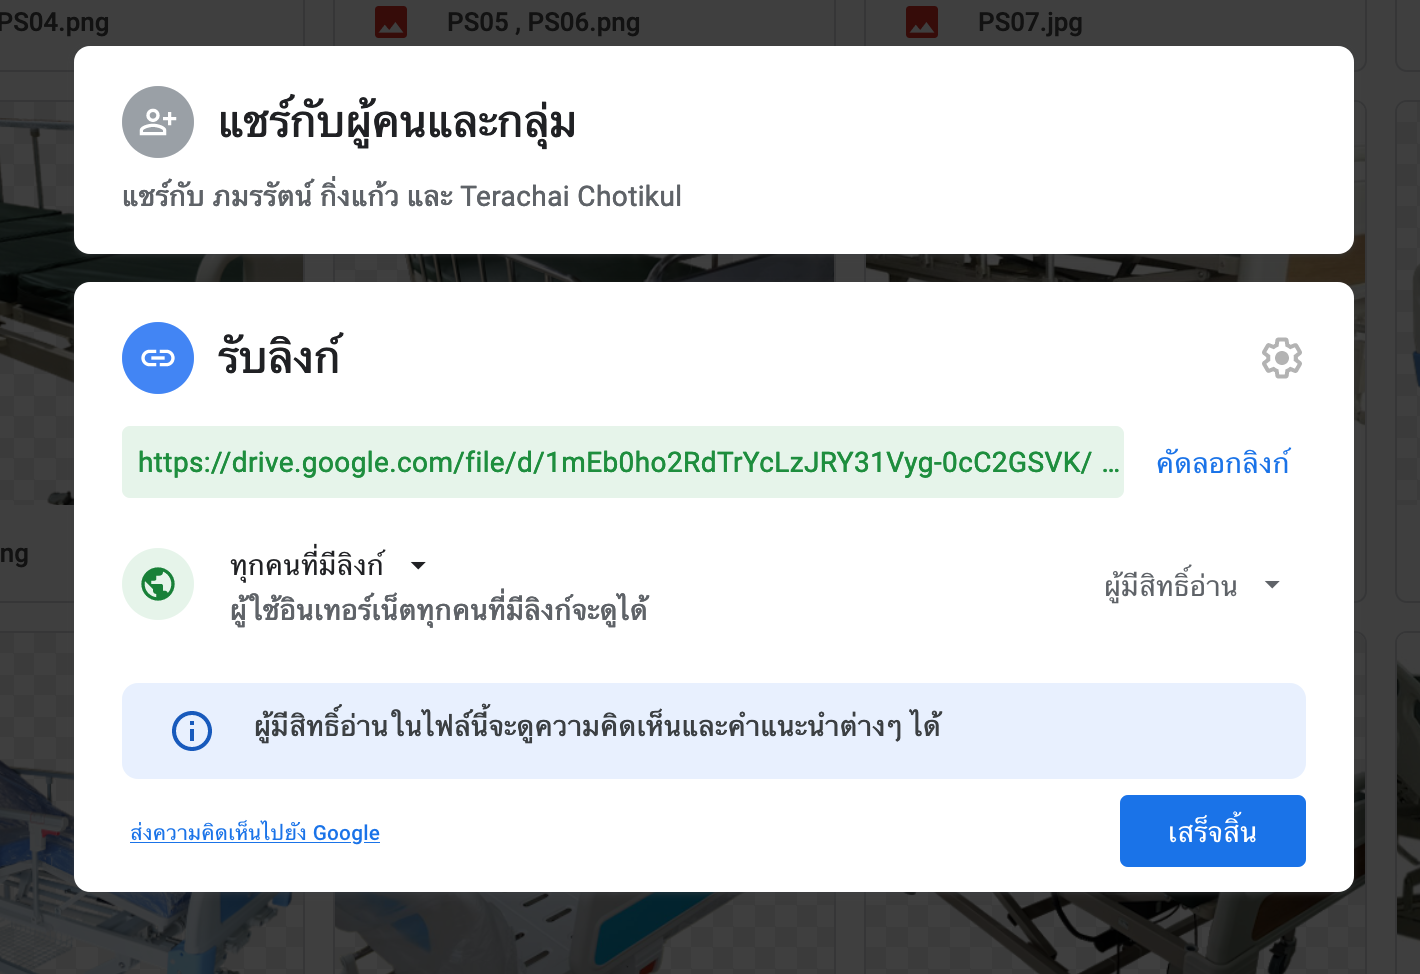 PS04.png
PS05 , PS06.png
PS07.jpg
แชร์กับผู้คนและกลุ่ม
แชร์กับ ภมรรัตน์ กิ่งแก้ว และ Terachai Chotikul
รับลิงก์
https://drive.google.com/file/d/1mEb0ho2RdTrYcLzJRY31Vyg-0cC2GSVK/ ...
คัดลอกลิงก์
ng
ทุกคนที่มีลิงก์
ผู้ใช้อินเทอร์เน็ตทุกคนที่มีลิงก์จะดูได้
ผู้มีสิทธิ์อ่าน
ผู้มีสิทธิ์อ่าน ในไฟล์นี้จะดูความคิดเห็นและคำแนะนำต่างๆ ได้
ส่งความคิดเห็นไปยัง Google
เสร็จสิ้น